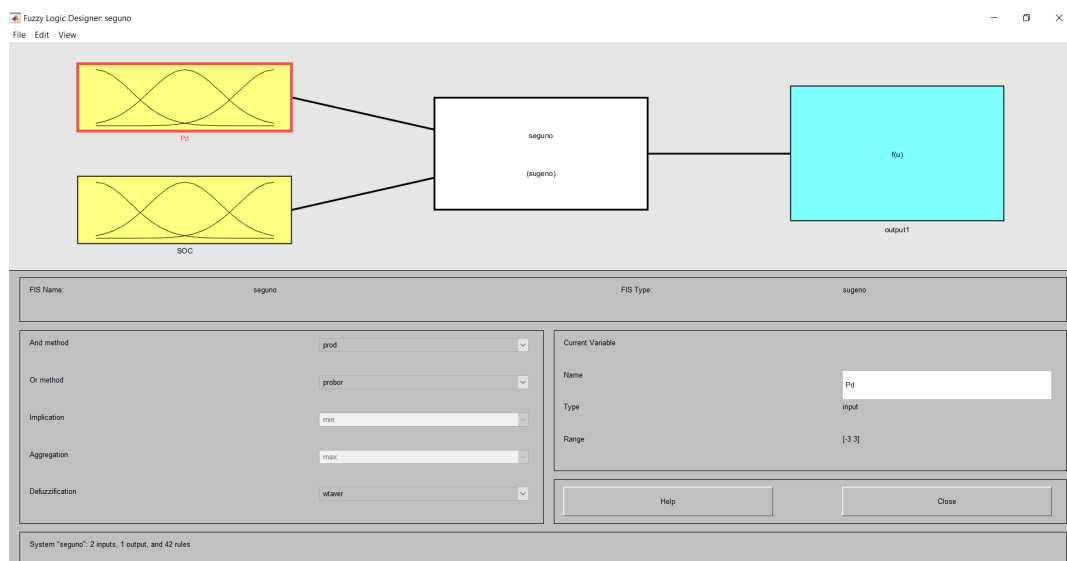 Fuzzy Logic Designer: seguno
File Edit View
Pd
SOC
seguno
(sugeno)
f(u)
output1
FIS Name: seguno FIS Type: sugeno
And method prod
Or method probor
Implication min
Aggregation max
Defuzzification wtaver
Current Variable
Name Pd
Type input
Range [-3 3]
Help Close
System "seguno": 2 inputs, 1 output, and 42 rules